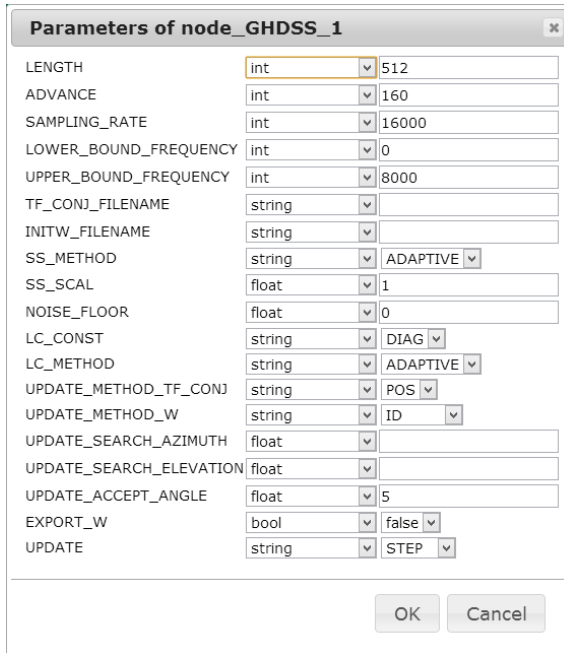 Parameters of node_GHDSS_1
LENGTH int 512
ADVANCE int 160
SAMPLING_RATE int 16000
LOWER_BOUND_FREQUENCY int 0
UPPER_BOUND_FREQUENCY int 8000
TF_CONJ_FILENAME string
INITW_FILENAME string
SS_METHOD string ADAPTIVE
SS_SCAL float 1
NOISE_FLOOR float 0
LC_CONST string DIAG
LC_METHOD string ADAPTIVE
UPDATE_METHOD_TF_CONJ string POS
UPDATE_METHOD_W string ID
UPDATE_SEARCH_AZIMUTH float
UPDATE_SEARCH_ELEVATION float
UPDATE_ACCEPT_ANGLE float 5
EXPORT_W bool false
UPDATE string STEP
OK Cancel